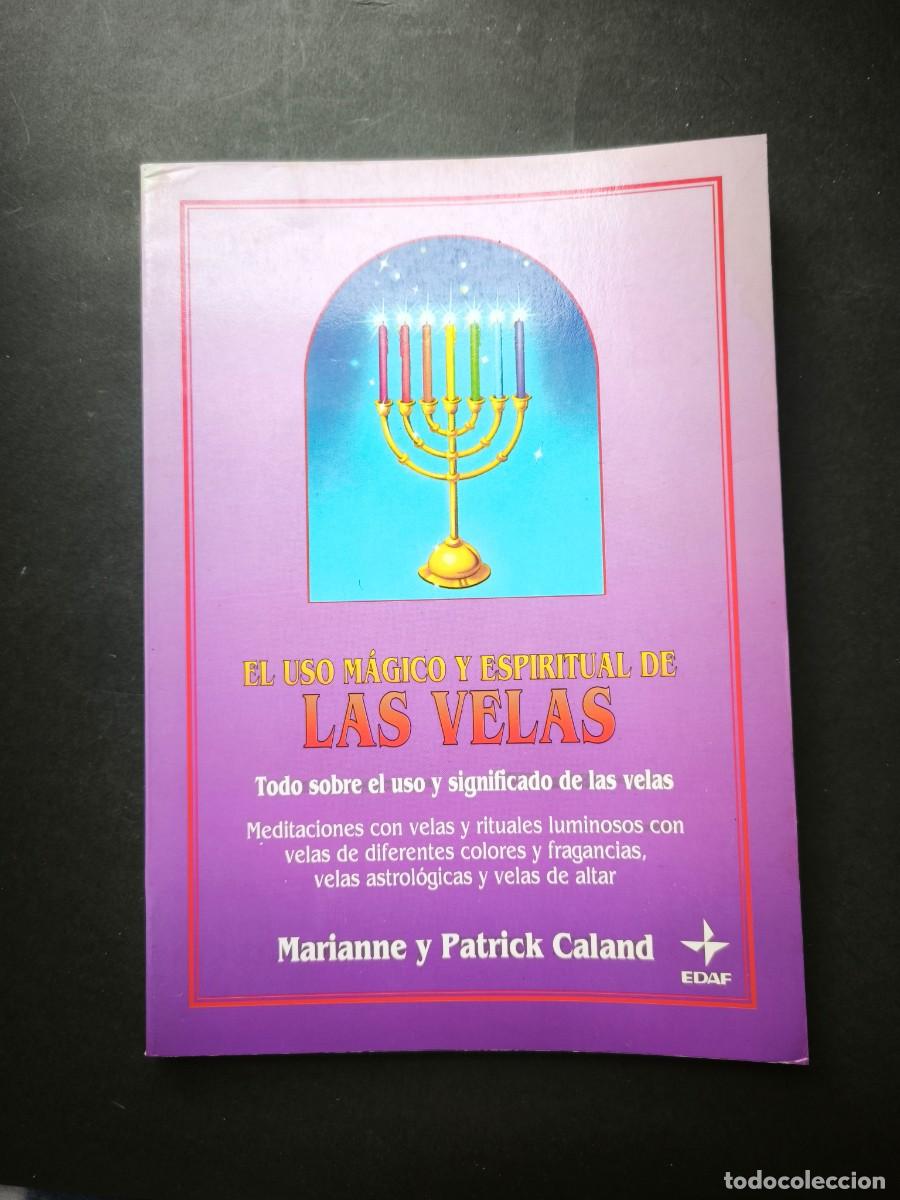 EL USO MÁGICO Y ESPIRITUAL DE
LAS VELAS
Todo sobre el uso y significado de las velas
Meditaciones con velas y rituales luminosos con
velas de diferentes colores y fragancias,
velas astrológicas y velas de altar
Marianne y Patrick Caland
EDAF
todocoleccion